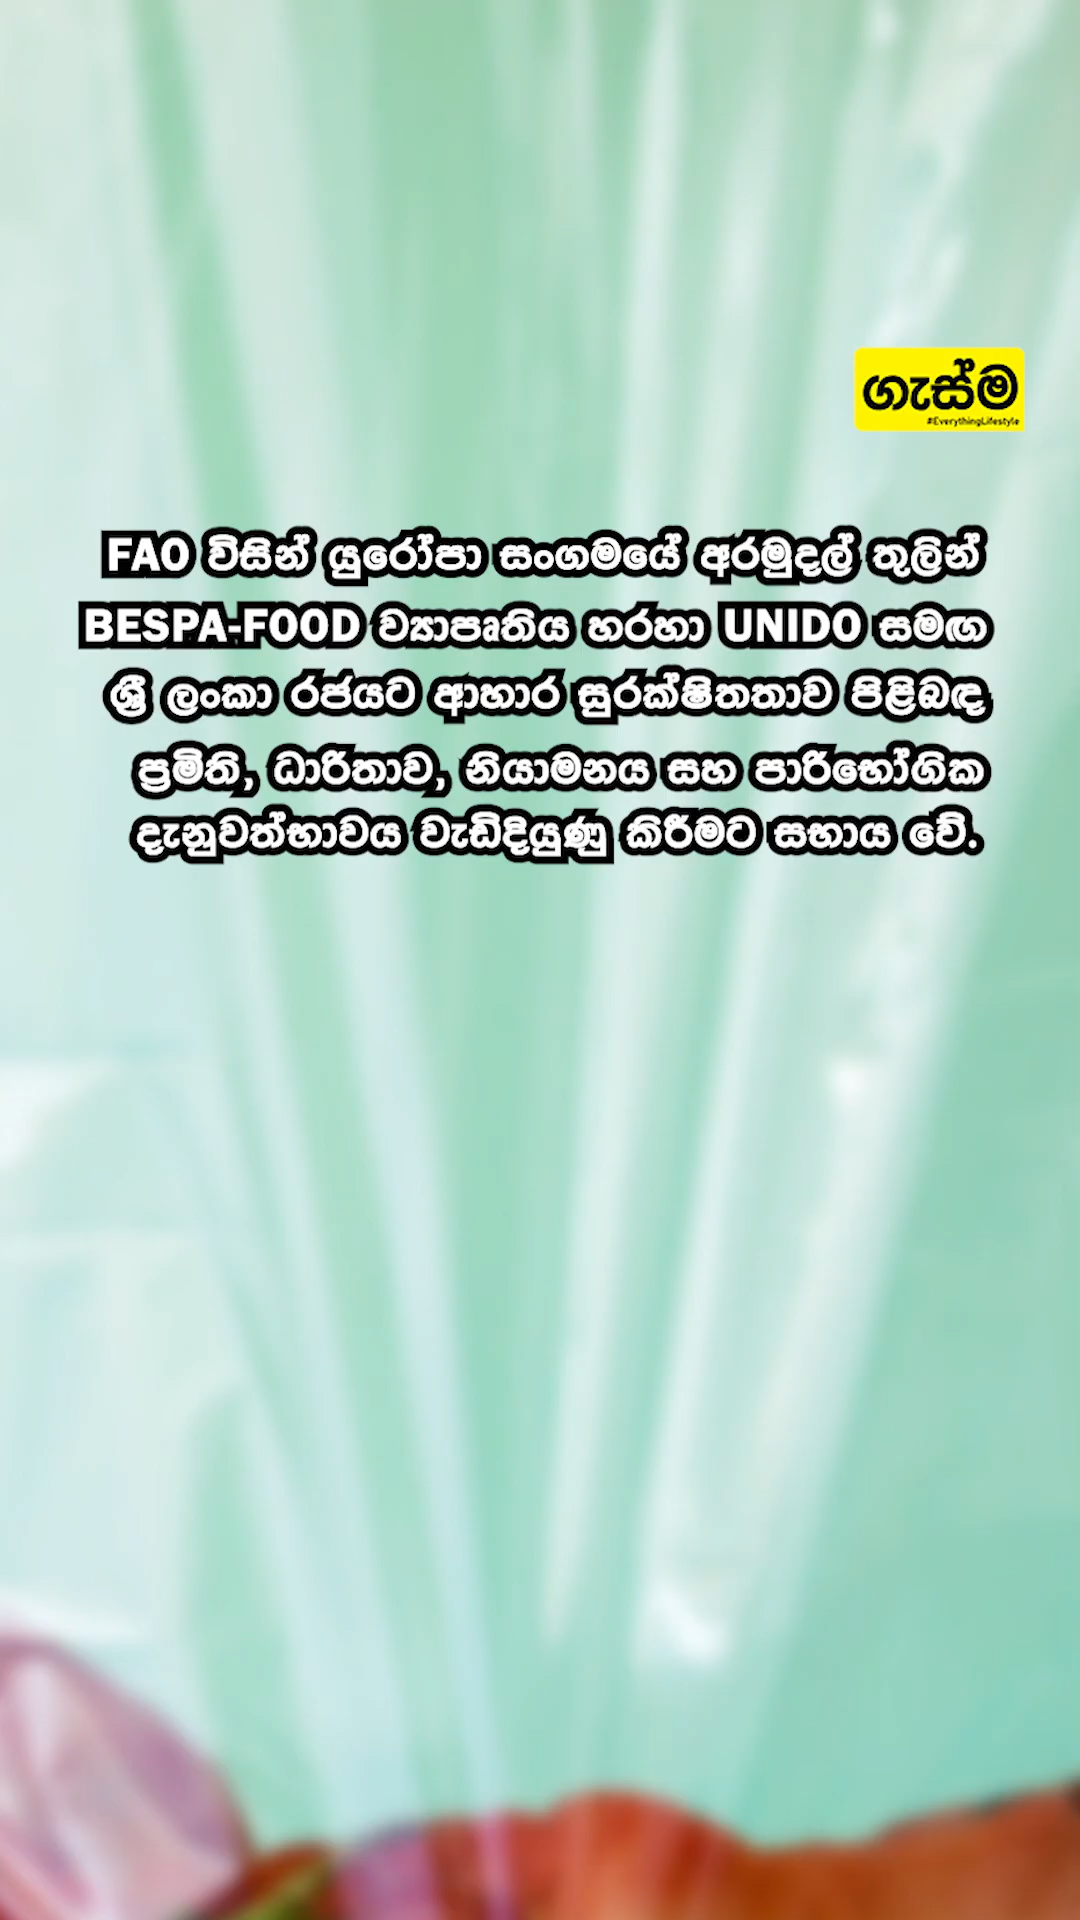 ගැස්ම
#EverythingLifestyle
FAO විසින් යුරෝපා සංගමයේ අරමුදල් තුලින්
BESPA-FOOD ව්‍යාපෘතිය හරහා UNIDO සමඟ
ශ්‍රී ලංකා රජයට ආහාර සුරක්ෂිතතාව පිළිබඳ
ප්‍රමිති, ධාරිතාව, නියාමනය සහ පාරිභෝගික
දැනුවත්භාවය වැඩිදියුණු කිරීමට සහාය වේ.